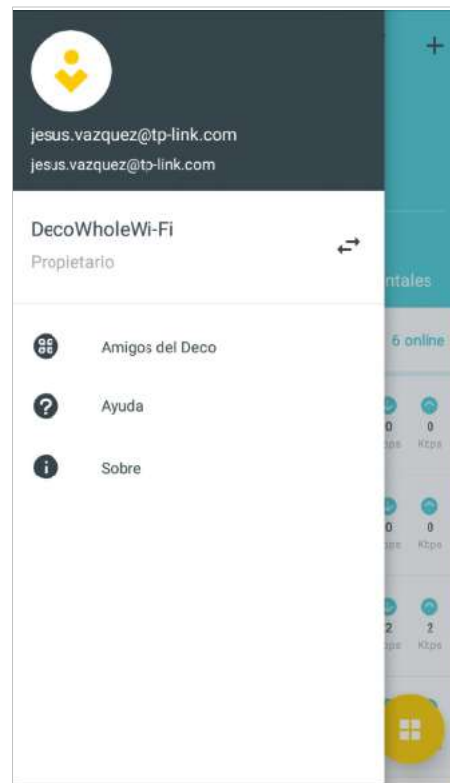 jesus.vazquez@tp-link.com
jesus.vazquez@tp-link.com
DecoWholeWi-Fi
Propietario
ntales
6 online
Amigos del Deco
0 0
Kbps
Ayuda
Sobre
0 0
Kbps
2 2
Kbps